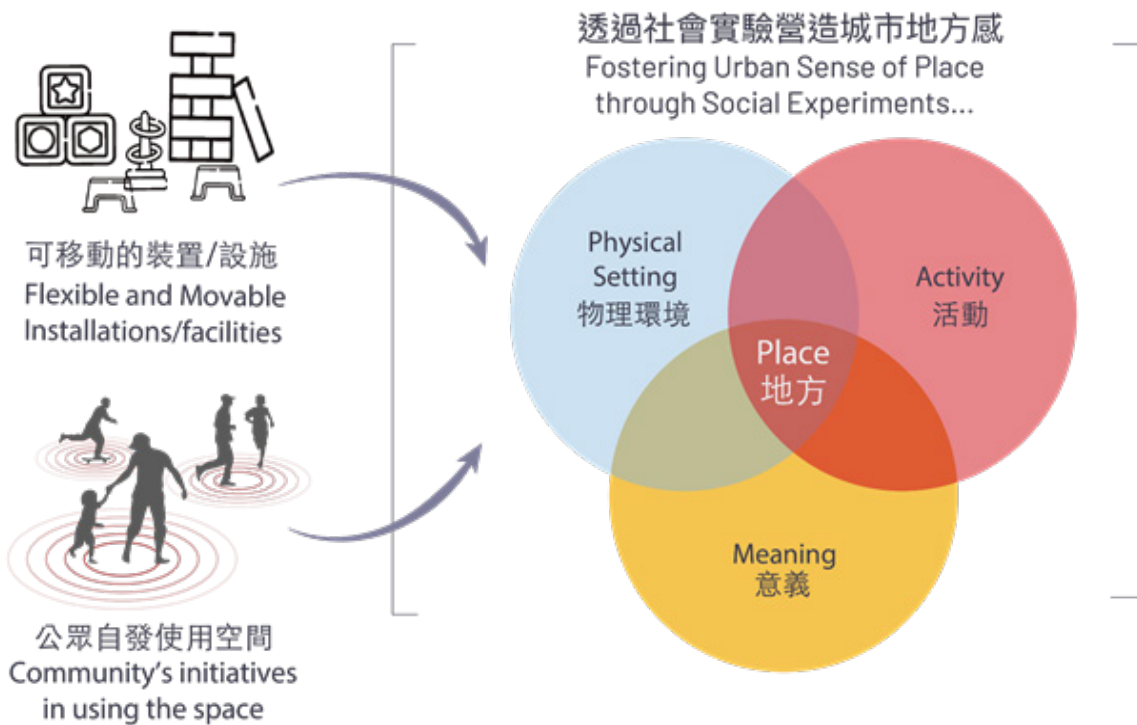 可移動的裝置/設施
Flexible and Movable
Installations/facilities
公眾自發使用空間
Community's initiatives
in using the space
透過社會實驗營造城市地方感
Fostering Urban Sense of Place
through Social Experiments...
Physical
Setting
物理環境
Activity
活動
Place
地方
Meaning
意義